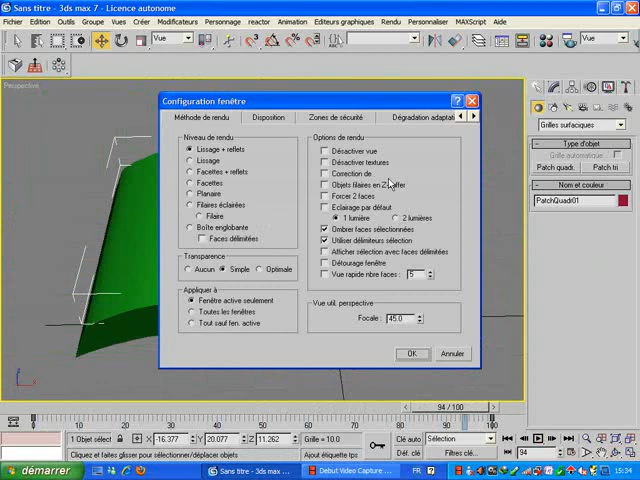 Sans titre - 3ds max 7 - Licence autonome
Fichier Edition Outils Groupe Vues Créer Modificateurs Personnage reactor Animation Editeurs graphiques Rendu Personnaliser MAXScript Aide
Vue
Vue
Perspective
Configuration fenêtre
Méthode de rendu Disposition Zones de sécurité Dégradation adaptati
Niveau de rendu
Lissage + reflets
Lissage
Facettes + reflets
Facettes
Planaire
Filaires éclairées
Filaire
Boîte englobante
Faces délimitées
Transparence
Aucun Simple Optimale
Appliquer à
Fenêtre active seulement
Toutes les fenêtres
Tout sauf fen. active
Options de rendu
Désactiver vue
Désactiver textures
Correction de
Objets filaires en Z-buffer
Forcer 2 faces
Eclairage par défaut
1 lumière 2 lumières
Ombrer faces sélectionnées
Utiliser délimiteurs sélection
Afficher sélection avec faces délimitées
Détourage fenêtre
Vue rapide nbre faces : 5
Vue util. perspective
Focale : 45.0
OK Annuler
Grilles surfaciques
Type d'objet
Grille automatique
Patch quadri. Patch tri
Nom et couleur
PatchQuadri01
94 / 100
0 10 20 30 40 50 60 70 80 90 100
1 Objet sélect X -16.377 Y 20.077 Z 11.262 Grille = 10.0
Clé auto Sélection
Cliquez et faites glisser pour sélectionner/déplacer objets
Ajout étiquette tps
Déf. clé Filtres clé...
94
démarrer
Sans titre - 3ds max ...
Debut Video Capture ...
FR
15:34